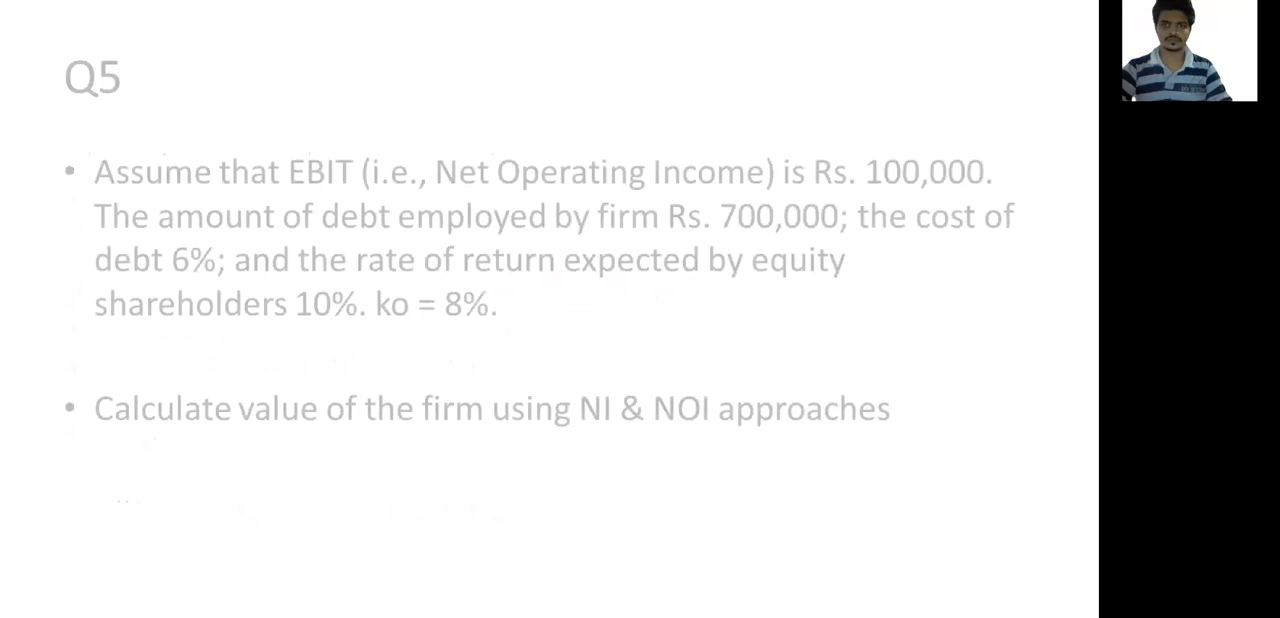 Q5
• Assume that EBIT (i.e., Net Operating Income) is Rs. 100,000.
The amount of debt employed by firm Rs. 700,000; the cost of
debt 6%; and the rate of return expected by equity
shareholders 10%. ko = 8%.
• Calculate value of the firm using NI & NOI approaches